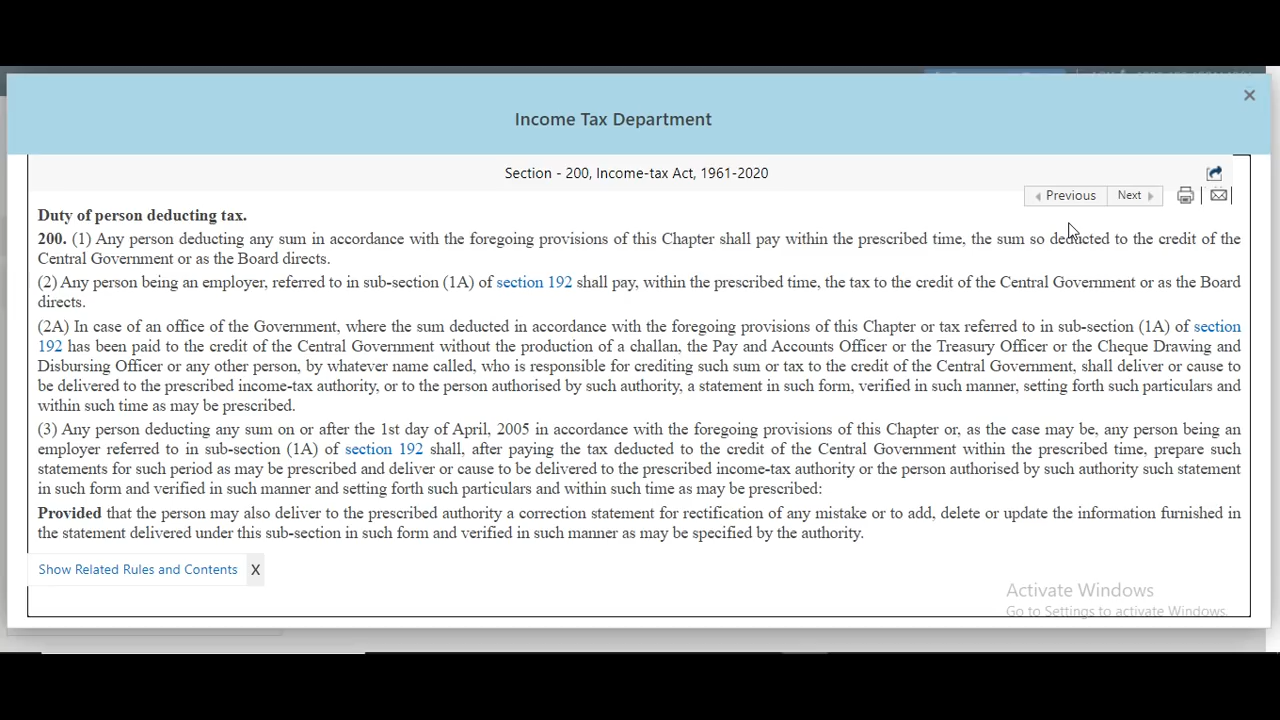 Income Tax Department
Section - 200, Income-tax Act, 1961-2020
Previous
Next
Duty of person deducting tax.
200. (1) Any person deducting any sum in accordance with the foregoing provisions of this Chapter shall pay within the prescribed time, the sum so deducted to the credit of the
Central Government or as the Board directs.
(2) Any person being an employer, referred to in sub-section (1A) of section 192 shall pay, within the prescribed time, the tax to the credit of the Central Government or as the Board
directs.
(2A) In case of an office of the Government, where the sum deducted in accordance with the foregoing provisions of this Chapter or tax referred to in sub-section (1A) of section
192 has been paid to the credit of the Central Government without the production of a challan, the Pay and Accounts Officer or the Treasury Officer or the Cheque Drawing and
Disbursing Officer or any other person, by whatever name called, who is responsible for crediting such sum or tax to the credit of the Central Government, shall deliver or cause to
be delivered to the prescribed income-tax authority, or to the person authorised by such authority, a statement in such form, verified in such manner, setting forth such particulars and
within such time as may be prescribed.
(3) Any person deducting any sum on or after the 1st day of April, 2005 in accordance with the foregoing provisions of this Chapter or, as the case may be, any person being an
employer referred to in sub-section (1A) of section 192 shall, after paying the tax deducted to the credit of the Central Government within the prescribed time, prepare such
statements for such period as may be prescribed and deliver or cause to be delivered to the prescribed income-tax authority or the person authorised by such authority such statement
in such form and verified in such manner and setting forth such particulars and within such time as may be prescribed:
Provided that the person may also deliver to the prescribed authority a correction statement for rectification of any mistake or to add, delete or update the information furnished in
the statement delivered under this sub-section in such form and verified in such manner as may be specified by the authority.
Show Related Rules and Contents X
Activate Windows
Go to Settings to activate Windows.